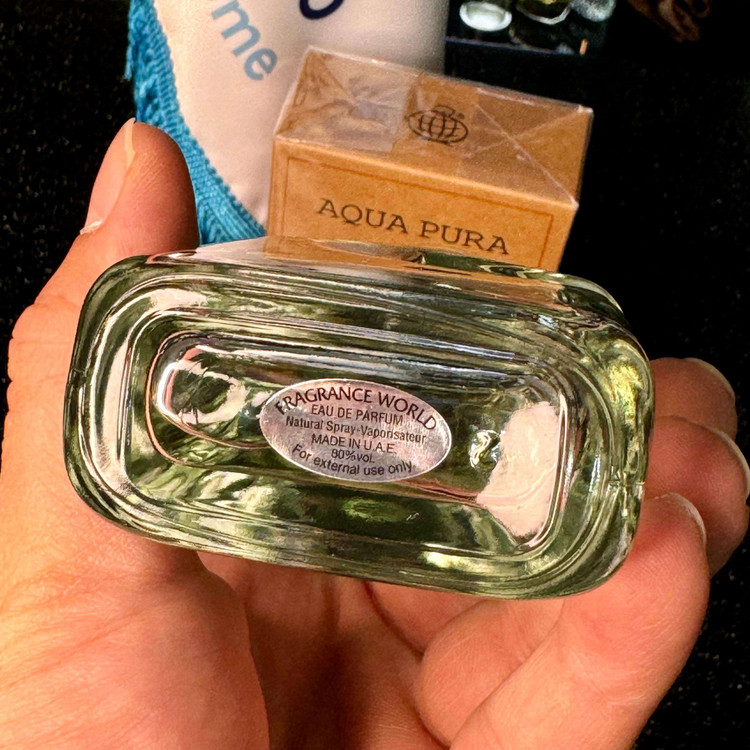 me
AQUA PURA
FRAGRANCE WORLD
EAU DE PARFUM
Natural Spray-Vaporisateur
MADE IN U.A.E
80%vol.
For external use only